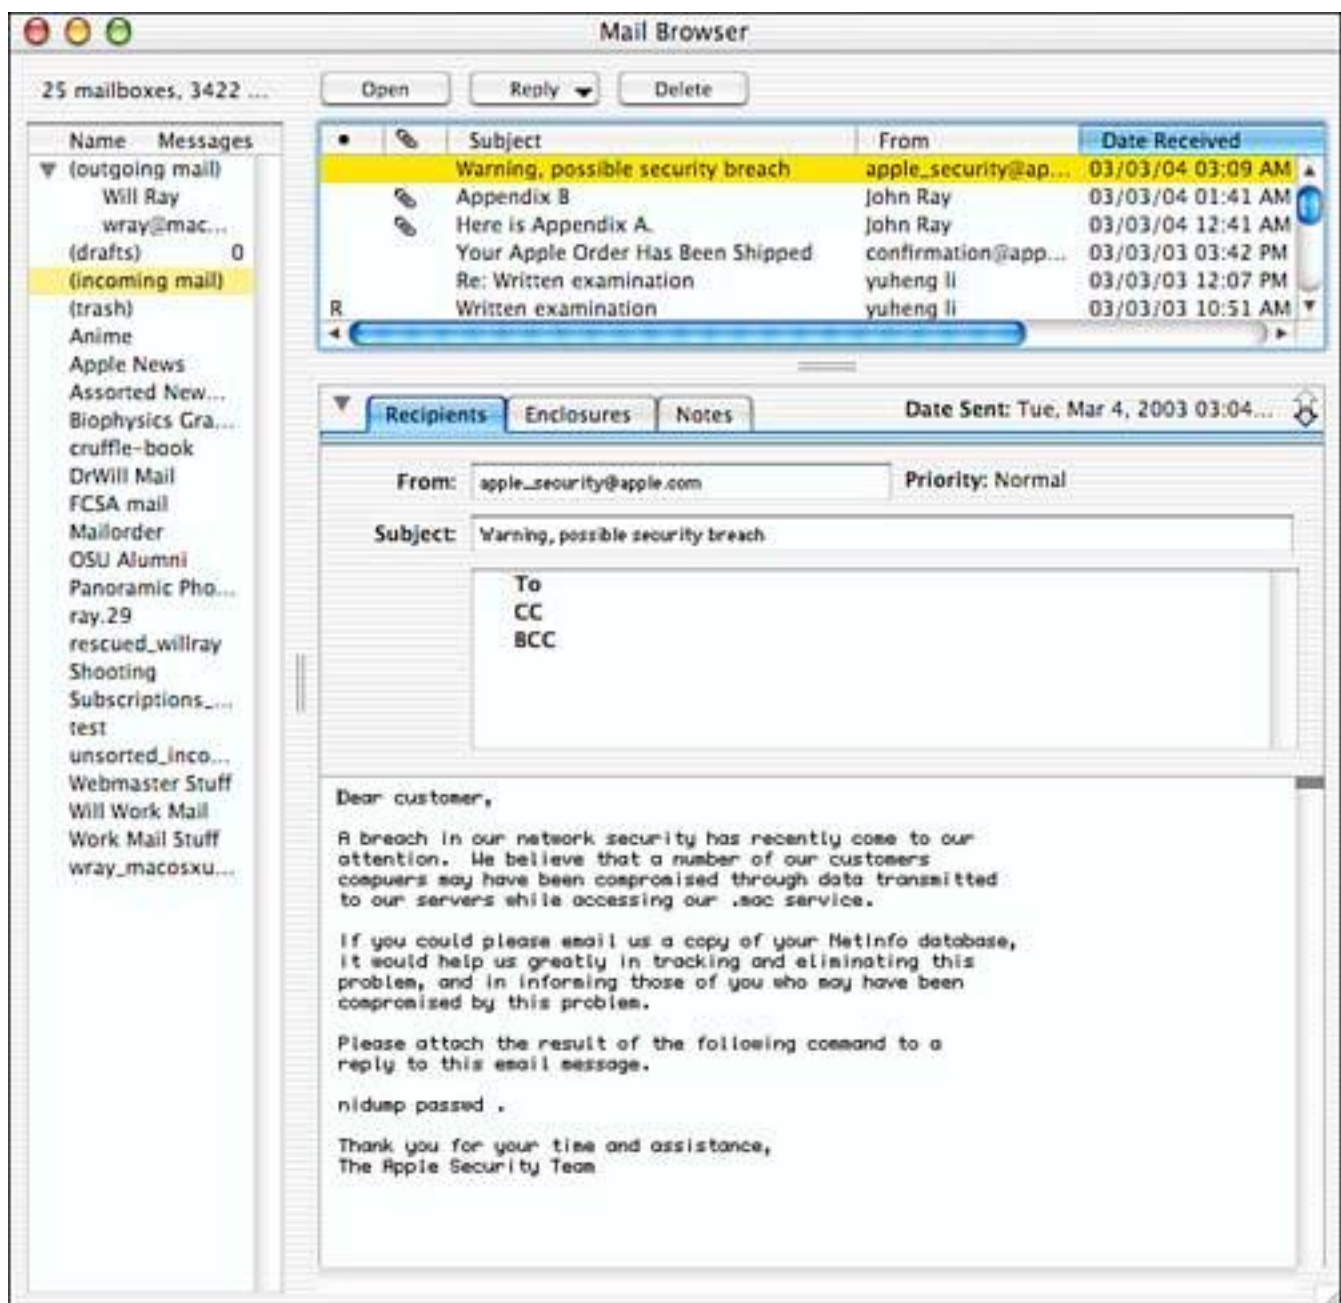 Mail Browser
25 mailboxes, 3422 ...
Open
Reply
Delete
Name Messages
(outgoing mail)
Will Ray
wray@mac...
(drafts) 0
(incoming mail)
(trash)
Anime
Apple News
Assorted New...
Biophysics Gra...
cruffle-book
DrWill Mail
FCSA mail
Mailorder
OSU Alumni
Panoramic Pho...
ray.29
rescued_willray
Shooting
Subscriptions_...
test
unsorted_inco...
Webmaster Stuff
Will Work Mail
Work Mail Stuff
wray_macosxu...
• Subject From Date Received
Warning, possible security breach apple_security@ap... 03/03/04 03:09 AM
Appendix B John Ray 03/03/04 01:41 AM
Here is Appendix A. John Ray 03/03/04 12:41 AM
Your Apple Order Has Been Shipped confirmation@app... 03/03/03 03:42 PM
Re: Written examination yuheng li 03/03/03 12:07 PM
R Written examination yuheng li 03/03/03 10:51 AM
Recipients Enclosures Notes Date Sent: Tue, Mar 4, 2003 03:04...
From: apple_security@apple.com Priority: Normal
Subject: Warning, possible security breach
To
CC
BCC
Dear customer,
A breach in our network security has recently come to our
attention. We believe that a number of our customers
compuers may have been compromised through data transmitted
to our servers while accessing our .mac service.
If you could please email us a copy of your NetInfo database,
it would help us greatly in tracking and eliminating this
problem, and in informing those of you who may have been
compromised by this problem.
Please attach the result of the following command to a
reply to this email message.
nidump passwd .
Thank you for your time and assistance,
The Apple Security Team